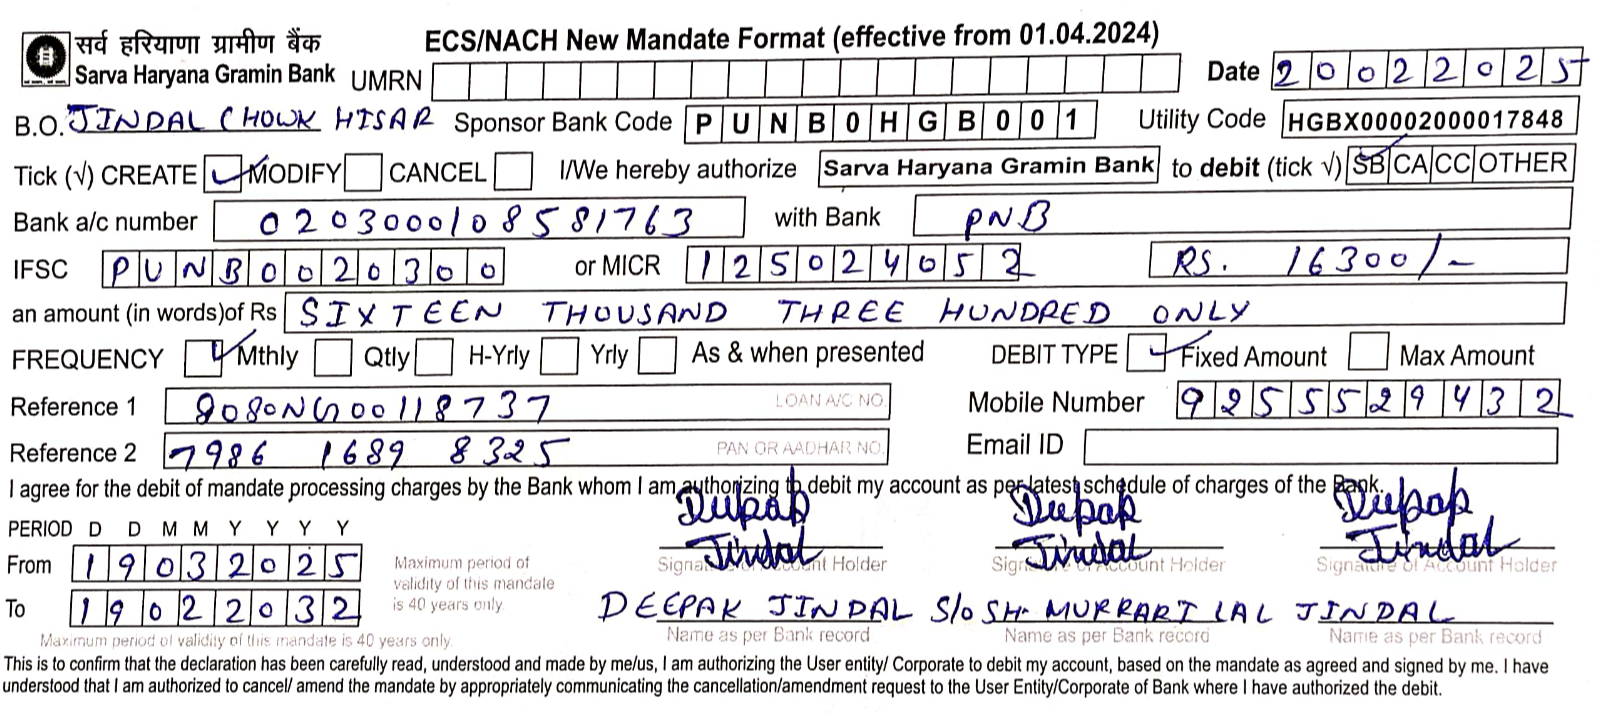 सर्व हरियाणा ग्रामीण बैंक
Sarva Haryana Gramin Bank
ECS/NACH New Mandate Format (effective from 01.04.2024)
UMRN Date 20022025
B.O. JINDAL CHOWK HISAR Sponsor Bank Code PUNB0HGB001 Utility Code HGBX00002000017848
Tick (√) CREATE ✓ MODIFY CANCEL I/We hereby authorize Sarva Haryana Gramin Bank to debit (tick √) SB ✓ CA CC OTHER
Bank a/c number 0203000108581763 with Bank PNB
IFSC PUNB0020300 or MICR 125024052 RS. 16300/-
an amount (in words)of Rs SIXTEEN THOUSAND THREE HUNDRED ONLY
FREQUENCY ✓ Mthly Qtly H-Yrly Yrly As & when presented DEBIT TYPE ✓ Fixed Amount Max Amount
Reference 1 8080NG00118737 LOAN A/C NO. Mobile Number 9255529432
Reference 2 7986 1689 8325 PAN OR AADHAR NO. Email ID
I agree for the debit of mandate processing charges by the Bank whom I am authorizing to debit my account as per latest schedule of charges of the Bank.
PERIOD D D M M Y Y Y Y
From 19032025 Maximum period of validity of this mandate is 40 years only.
To 19022032
Maximum period of validity of this mandate is 40 years only.
Deepak Jindal Deepak Jindal Deepak Jindal
Signature of Account Holder Signature of Account Holder Signature of Account Holder
DEEPAK JINDAL S/O SH. MURRARI LAL JINDAL
Name as per Bank record Name as per Bank record Name as per Bank record
This is to confirm that the declaration has been carefully read, understood and made by me/us, I am authorizing the User entity/ Corporate to debit my account, based on the mandate as agreed and signed by me. I have
understood that I am authorized to cancel/ amend the mandate by appropriately communicating the cancellation/amendment request to the User Entity/Corporate of Bank where I have authorized the debit.